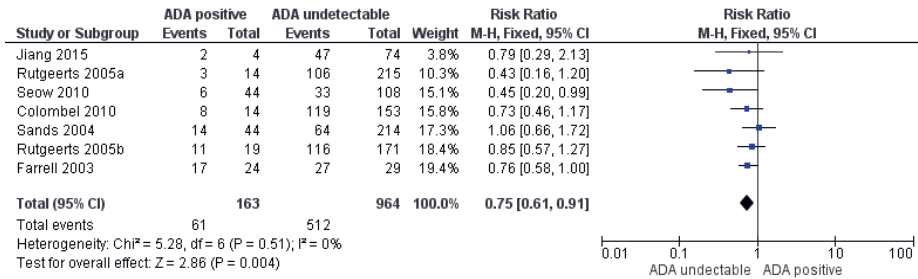 ADA positive ADA undetectable Risk Ratio Risk Ratio
Study or Subgroup Events Total Events Total Weight M-H, Fixed, 95% CI M-H, Fixed, 95% CI
Jiang 2015 2 4 47 74 3.8% 0.79 [0.29, 2.13]
Rutgeerts 2005a 3 14 106 215 10.3% 0.43 [0.16, 1.20]
Seow 2010 6 44 33 108 15.1% 0.45 [0.20, 0.99]
Colombel 2010 8 14 119 153 15.8% 0.73 [0.46, 1.17]
Sands 2004 14 44 64 214 17.3% 1.06 [0.66, 1.72]
Rutgeerts 2005b 11 19 116 171 18.4% 0.85 [0.57, 1.27]
Farrell 2003 17 24 27 29 19.4% 0.76 [0.58, 1.00]
Total (95% CI) 163 964 100.0% 0.75 [0.61, 0.91]
Total events 61 512
Heterogeneity: Chi² = 5.28, df = 6 (P = 0.51); I² = 0%
Test for overall effect: Z = 2.86 (P = 0.004)
0.01 0.1 1 10 100
ADA undectable ADA positive